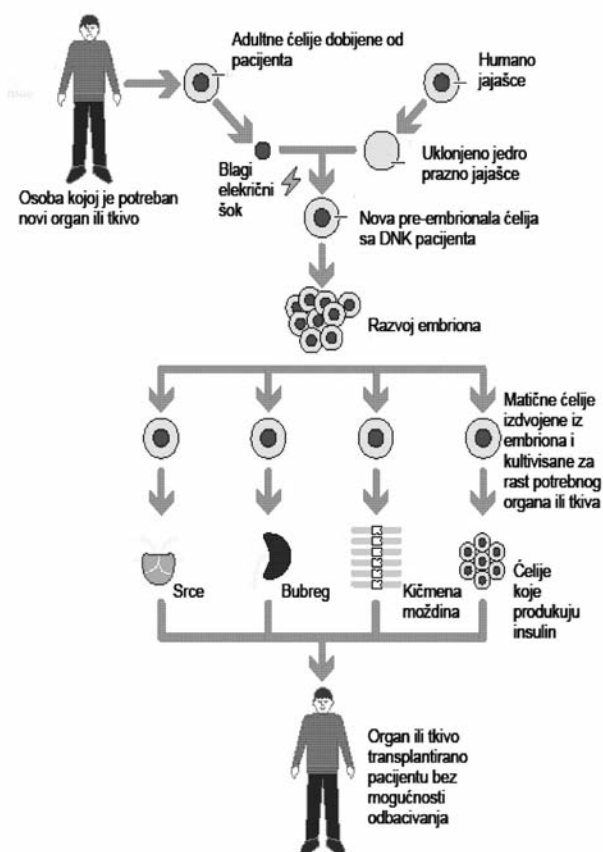 Adultne ćelije dobijene od
pacijenta
Humano
jajašce
Osoba kojoj je potreban
novi organ ili tkivo
Blagi
elekrični
šok
Uklonjeno jedro
prazno jajašce
Nova pre-embrionala ćelija
sa DNK pacijenta
Razvoj embriona
Matične ćelije
izdvojene iz
embriona i
kultivisane za
rast potrebnog
organa ili tkiva
Srce
Bubreg
Kičmena
moždina
Ćelije
koje
produkuju
insulin
Organ ili tkivo
transplantirano
pacijentu bez
mogućnosti
odbacivanja